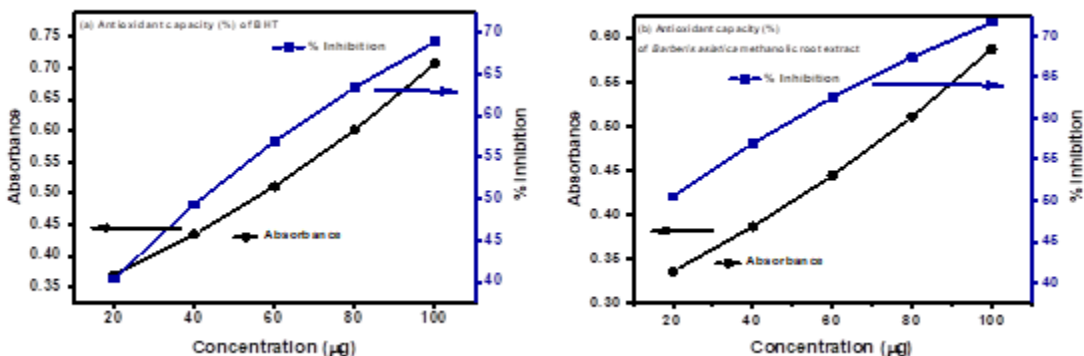 (a) Antioxidant capacity (%) of BHT
% Inhibition
Absorbance
0.75
0.70
0.65
0.60
0.55
0.50
0.45
0.40
0.35
Absorbance
70
65
60
55
50
45
40
% Inhibition
20 40 60 80 100
Concentration (µg)
(b) Antioxidant capacity (%)
of Barberis asiatica methanolic root extract
% Inhibition
Absorbance
0.60
0.55
0.50
0.45
0.40
0.35
0.30
Absorbance
70
65
60
55
50
45
40
% Inhibition
20 40 60 80 100
Concentration (µg)